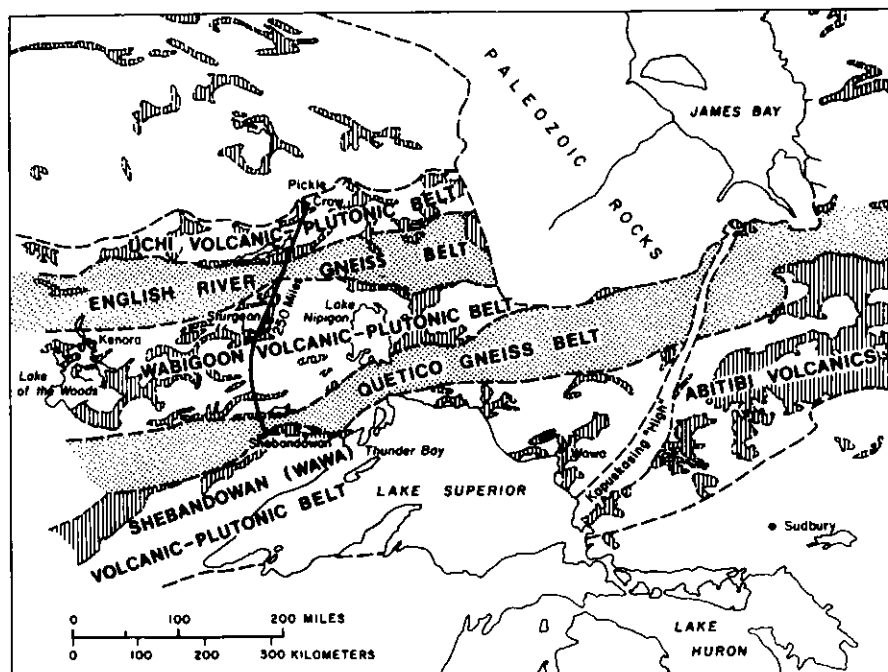 PALEOZOIC
ROCKS
JAMES BAY
Pickle
Crow
UCHI VOLCANIC-PLUTONIC BELT
ENGLISH RIVER GNEISS BELT
Sturgeon
250 Miles
Lake
Nipigon
Kenora
WABIGOON VOLCANIC-PLUTONIC BELT
Lake
of the Woods
QUETICO GNEISS BELT
ABITIBI VOLCANICS
Kapuskasing "High"
Shebandowan
Thunder Bay
Wawa
SHEBANDOWAN (WAWA)
VOLCANIC-PLUTONIC BELT
LAKE SUPERIOR
Sudbury
LAKE
HURON
0 100 200 MILES
0 100 200 300 KILOMETERS